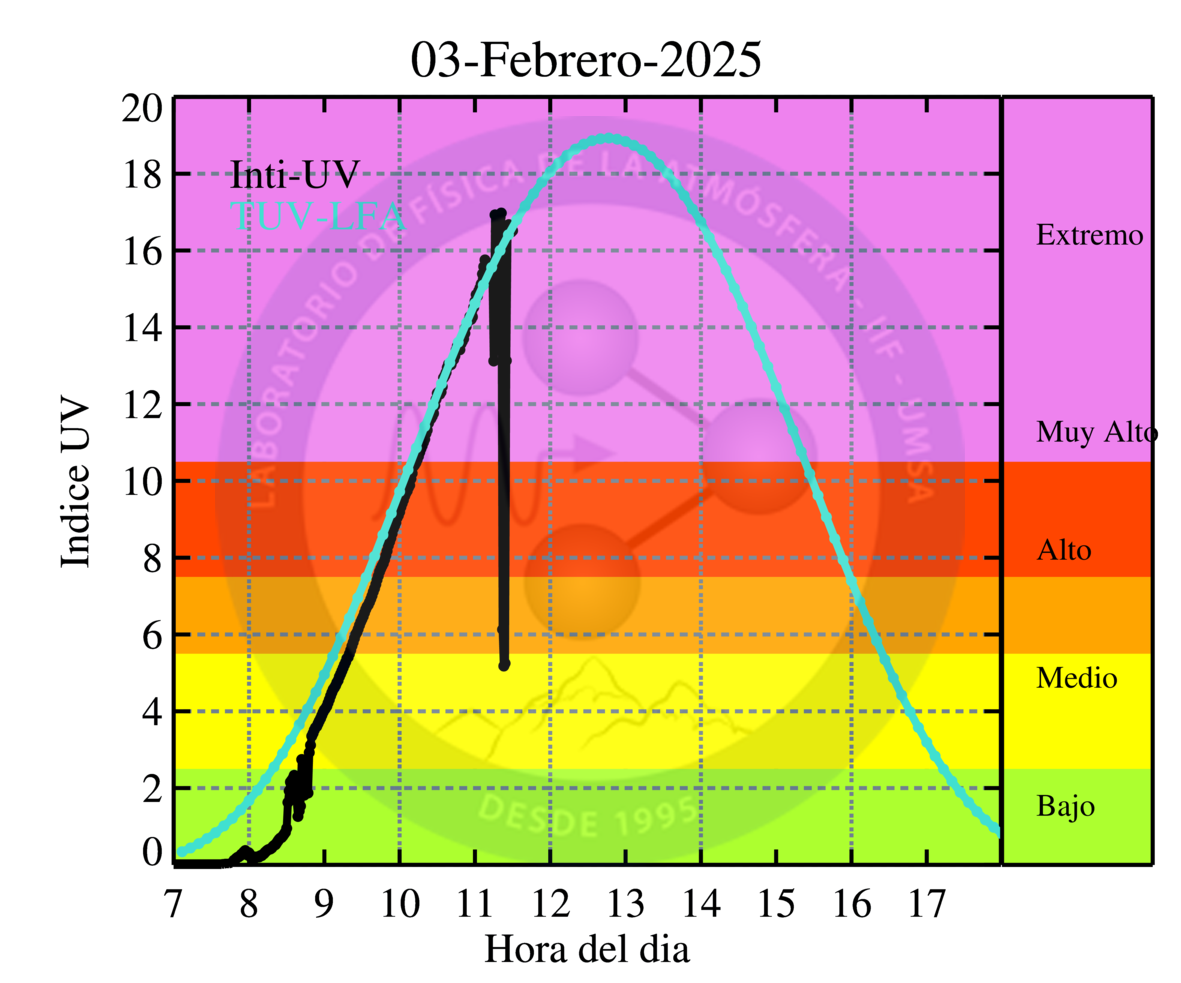 03-Febrero-2025
Indice UV
20
18
16
14
12
10
8
6
4
2
0
Inti-UV
TUV-LFA
LABORATORIO DE FÍSICA DE LA ATMÓSFERA - IIF - UMSA
DESDE 1995
Extremo
Muy Alto
Alto
Medio
Bajo
7 8 9 10 11 12 13 14 15 16 17
Hora del dia